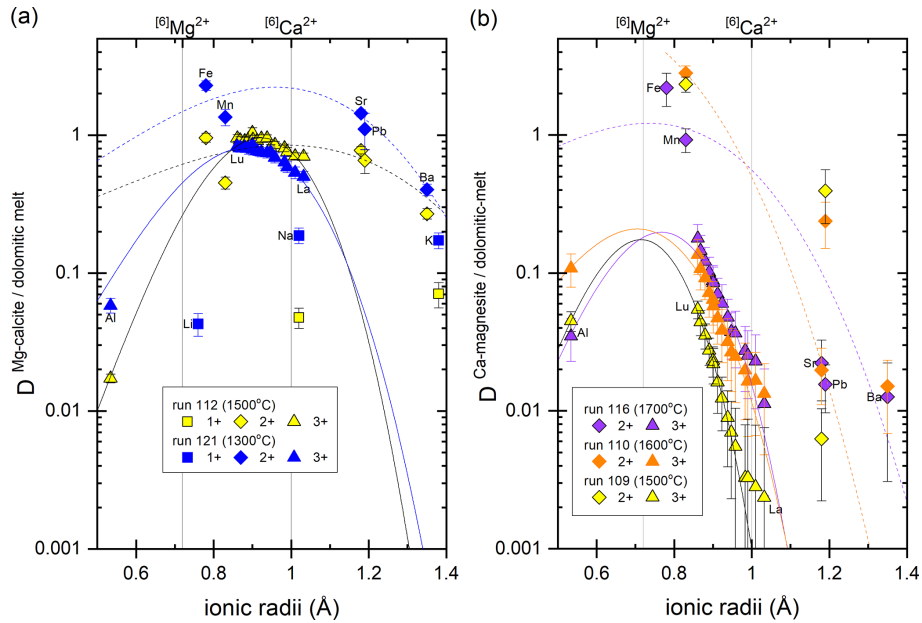 (a)
[6]Mg2+
[6]Ca2+
D Mg-calcite / dolomitic melt
1
0.1
0.01
0.001
Fe
Mn
Sr
Pb
Ba
Lu
La
Na
K
Li
Al
run 112 (1500°C)
1+ 2+ 3+
run 121 (1300°C)
1+ 2+ 3+
0.6 0.8 1 1.2 1.4
ionic radii (Å)
(b)
[6]Mg2+
[6]Ca2+
D Ca-magnesite / dolomitic-melt
1
0.1
0.01
0.001
Fe
Mn
Lu
Al
Sr
Pb
Ba
La
run 116 (1700°C)
2+ 3+
run 110 (1600°C)
2+ 3+
run 109 (1500°C)
2+ 3+
0.6 0.8 1.0 1.2 1.4
ionic radii (Å)